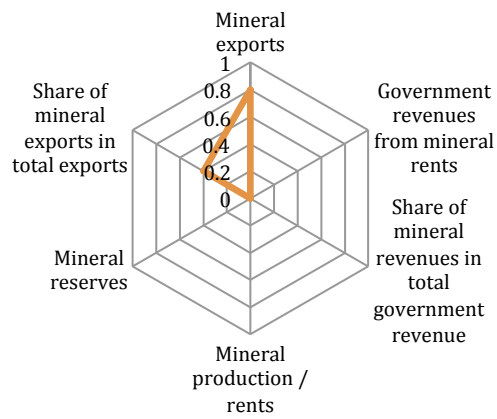 Mineral
exports
1
0.8
0.6
0.4
0.2
0
Government
revenues
from mineral
rents
Share of
mineral
revenues in
total
government
revenue
Mineral
production /
rents
Mineral
reserves
Share of
mineral
exports in
total exports